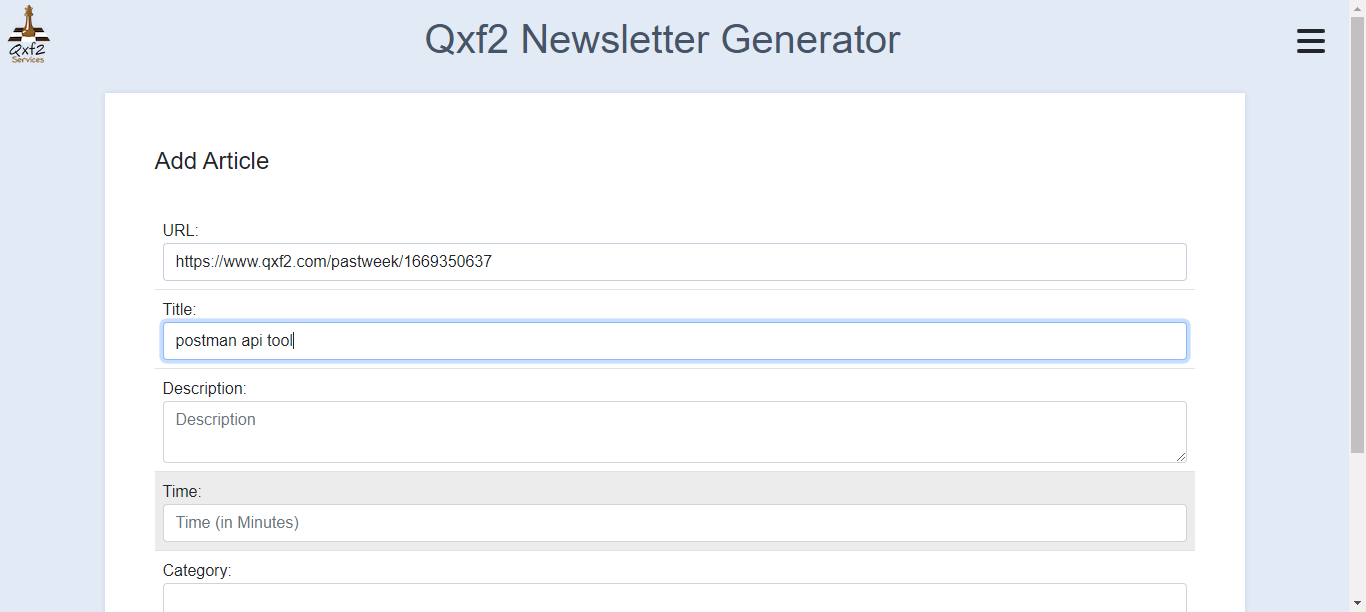 Qxf2
Services
Qxf2 Newsletter Generator
Add Article
URL:
https://www.qxf2.com/pastweek/1669350637
Title:
postman api tool
Description:
Description
Time:
Time (in Minutes)
Category: